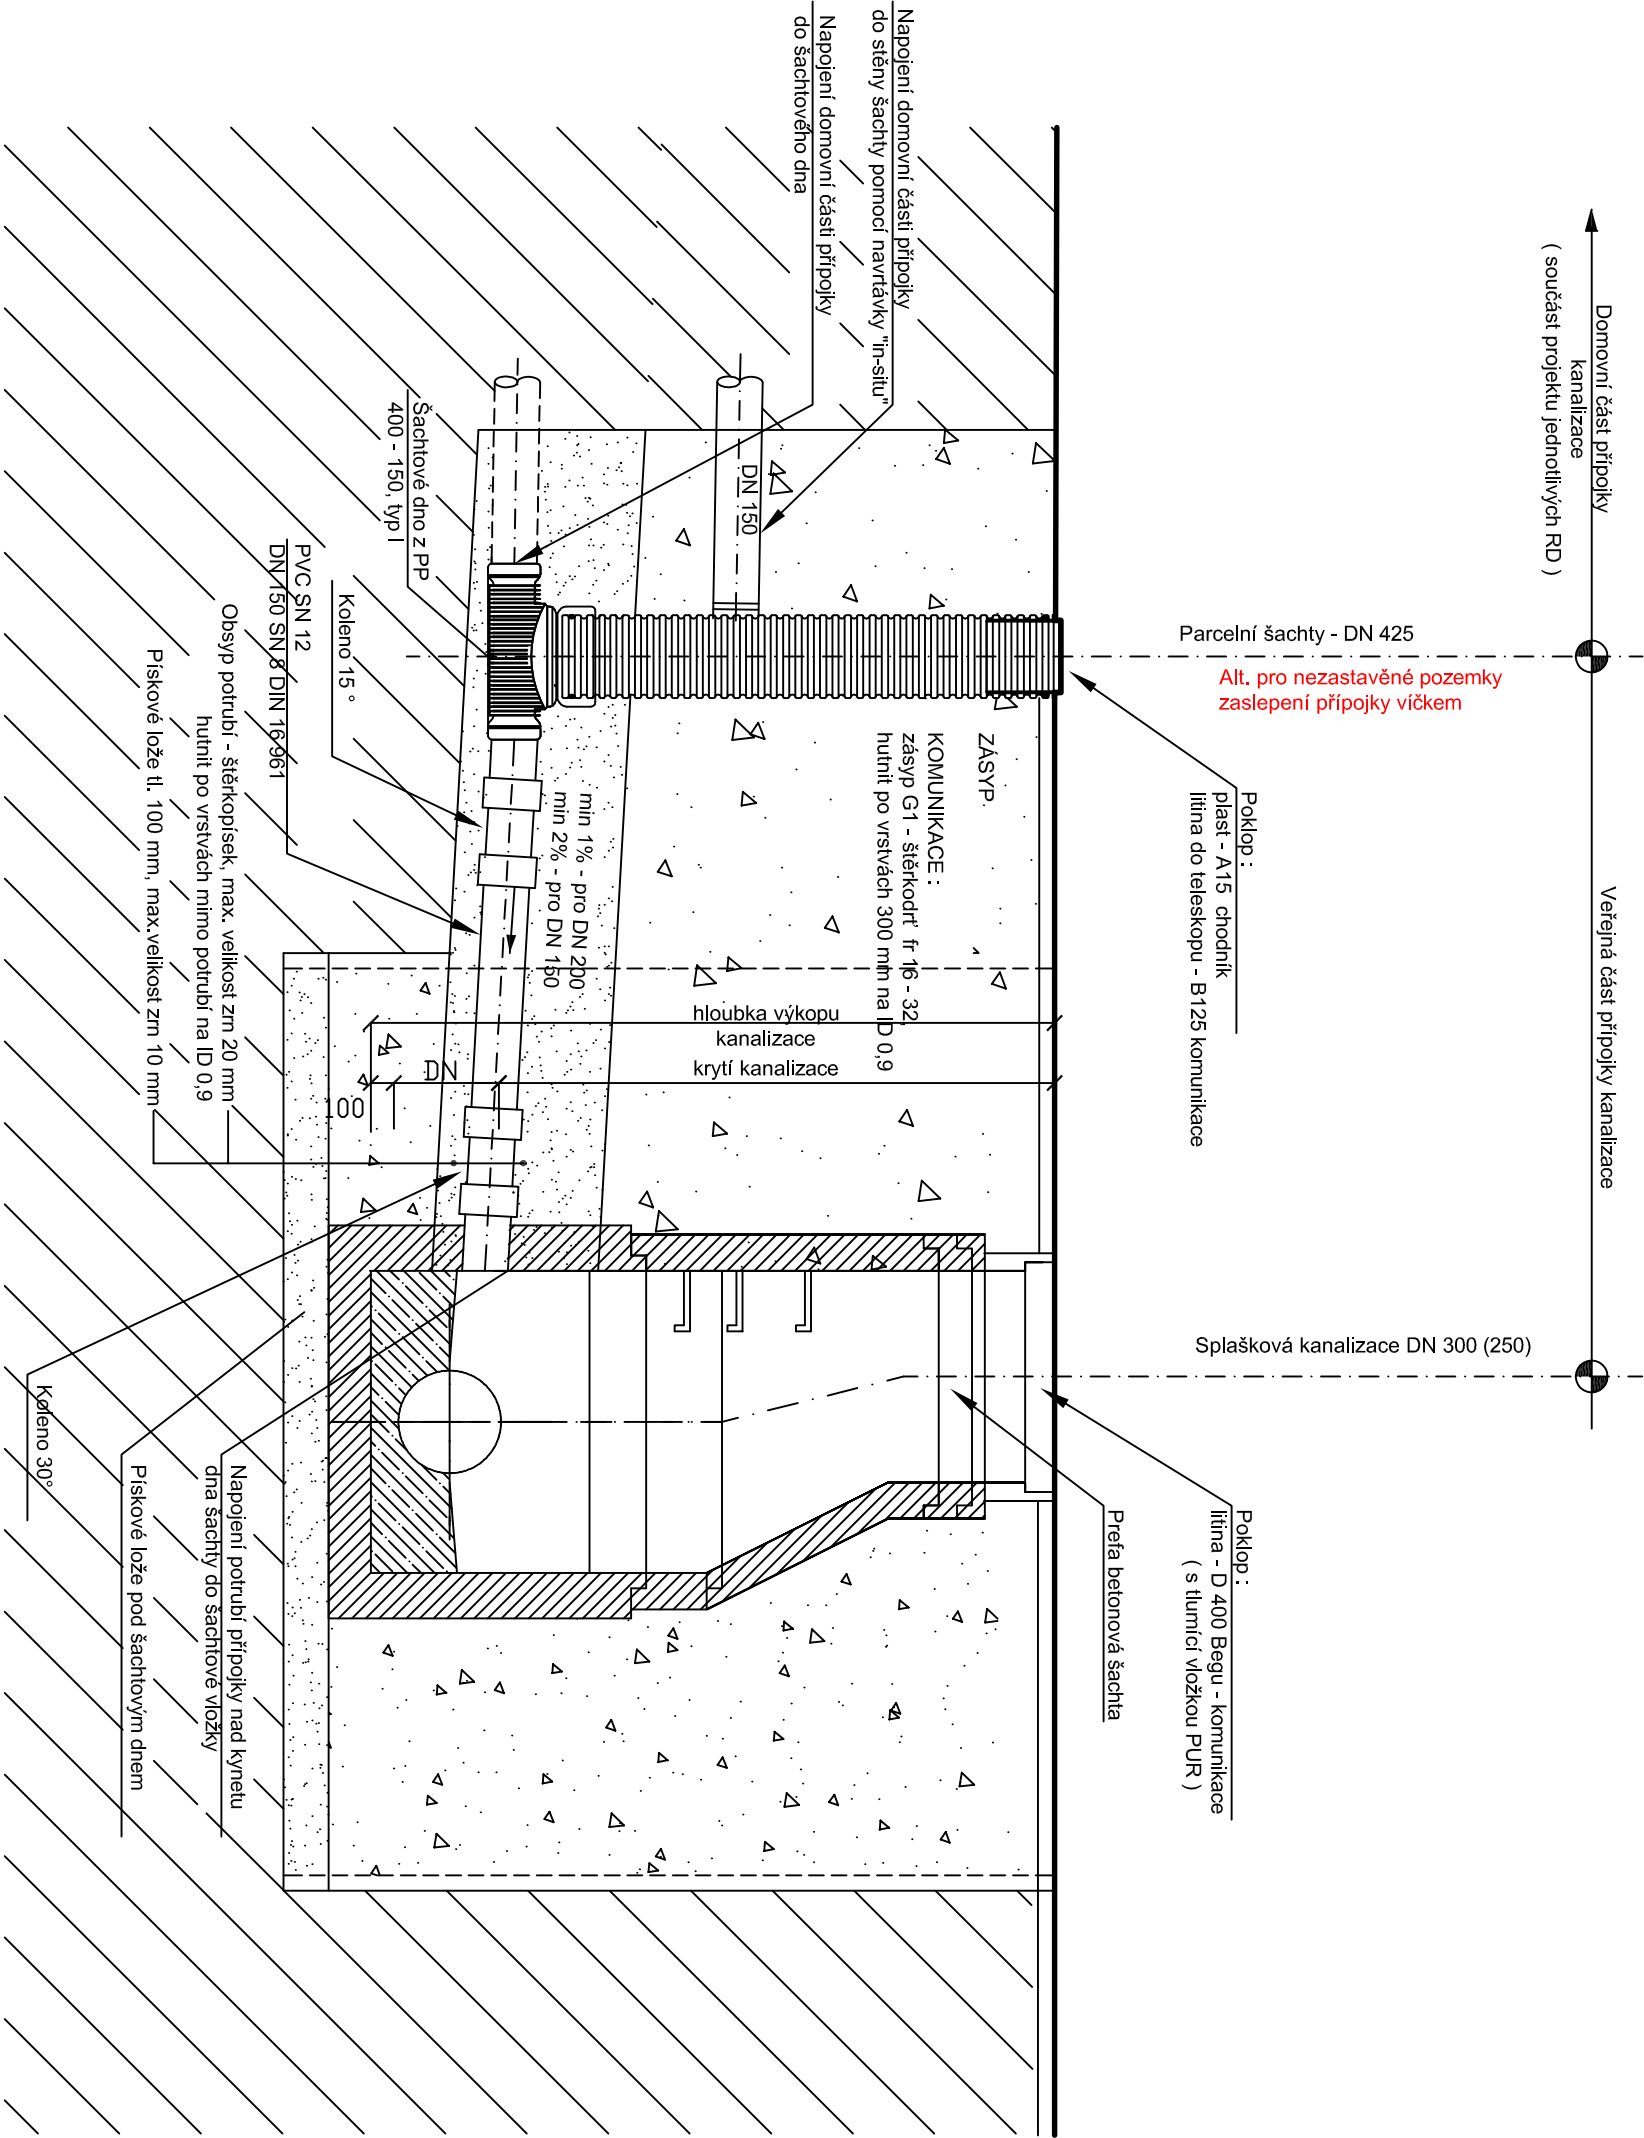 Domovní část přípojky
kanalizace
( součást projektu jednotlivých RD )
Veřejná část přípojky kanalizace
Parcelní šachty - DN 425
Alt. pro nezastavěné pozemky
zaslepení přípojky víčkem
Splašková kanalizace DN 300 (250)
Poklop :
plast - A15 chodník
litina do teleskopu - B125 komunikace
Poklop :
litina - D 400 Begu - komunikace
( s tlumící vložkou PUR )
Prefa betonová šachta
Napojení domovní části přípojky
do stěny šachty pomocí navrtávky "in-situ"
Napojení domovní části přípojky
do šachtového dna
ZÁSYP
KOMUNIKACE :
zásyp G1 - štěrkodrť fr 16 - 32,
hutnit po vrstvách 300 mm na ID 0,9
DN 150
hloubka výkopu
kanalizace
krytí kanalizace
DN
100
min 1% - pro DN 200
min 2% - pro DN 150
Šachtové dno z PP
400 - 150, typ I
Koleno 15 °
PVC SN 12
DN 150 SN 8 DIN 16 961
Obsyp potrubí - štěrkopísek, max. velikost zrn 20 mm
hutnit po vrstvách mimo potrubí na ID 0,9
Pískové lože tl. 100 mm, max.velikost zrn 10 mm
Napojení potrubí přípojky nad kynetu
dna šachty do šachtové vložky
Pískové lože pod šachtovým dnem
Koleno 30°